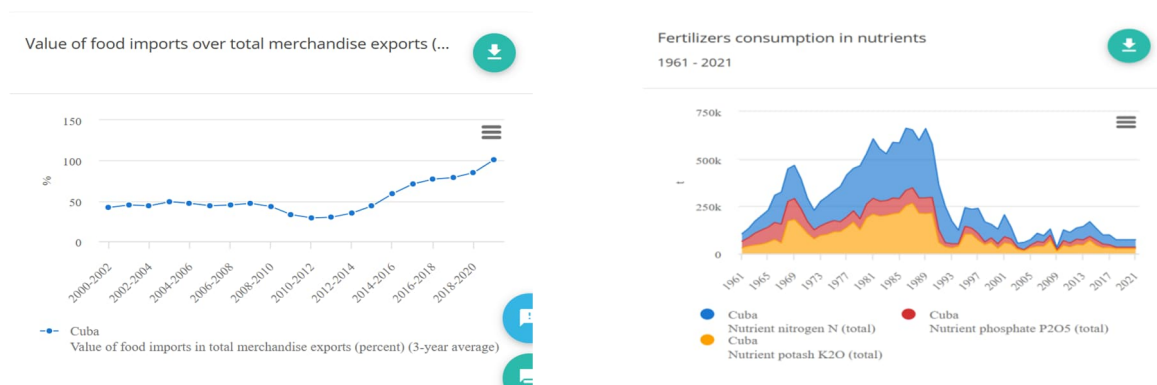 Value of food imports over total merchandise exports (...
150
100
50
0
%
2000-2002
2002-2004
2004-2006
2006-2008
2008-2010
2010-2012
2012-2014
2014-2016
2016-2018
2018-2020
Cuba
Value of food imports in total merchandise exports (percent) (3-year average)
Fertilizers consumption in nutrients
1961 - 2021
750k
500k
250k
0
t
1961
1965
1969
1973
1977
1981
1985
1989
1993
1997
2001
2005
2009
2013
2017
2021
Cuba
Nutrient nitrogen N (total)
Cuba
Nutrient phosphate P2O5 (total)
Cuba
Nutrient potash K2O (total)